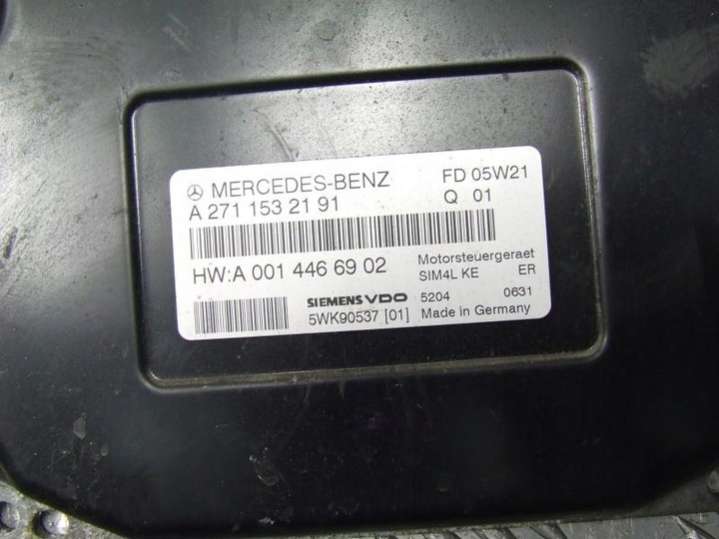 MERCEDES-BENZ FD 05W21
A 271 153 21 91 Q 01
HW:A 001 446 69 02 Motorsteuergeraet
SIM4L KE ER
SIEMENS VDO 5204 0631
5WK90537 [01] Made in Germany